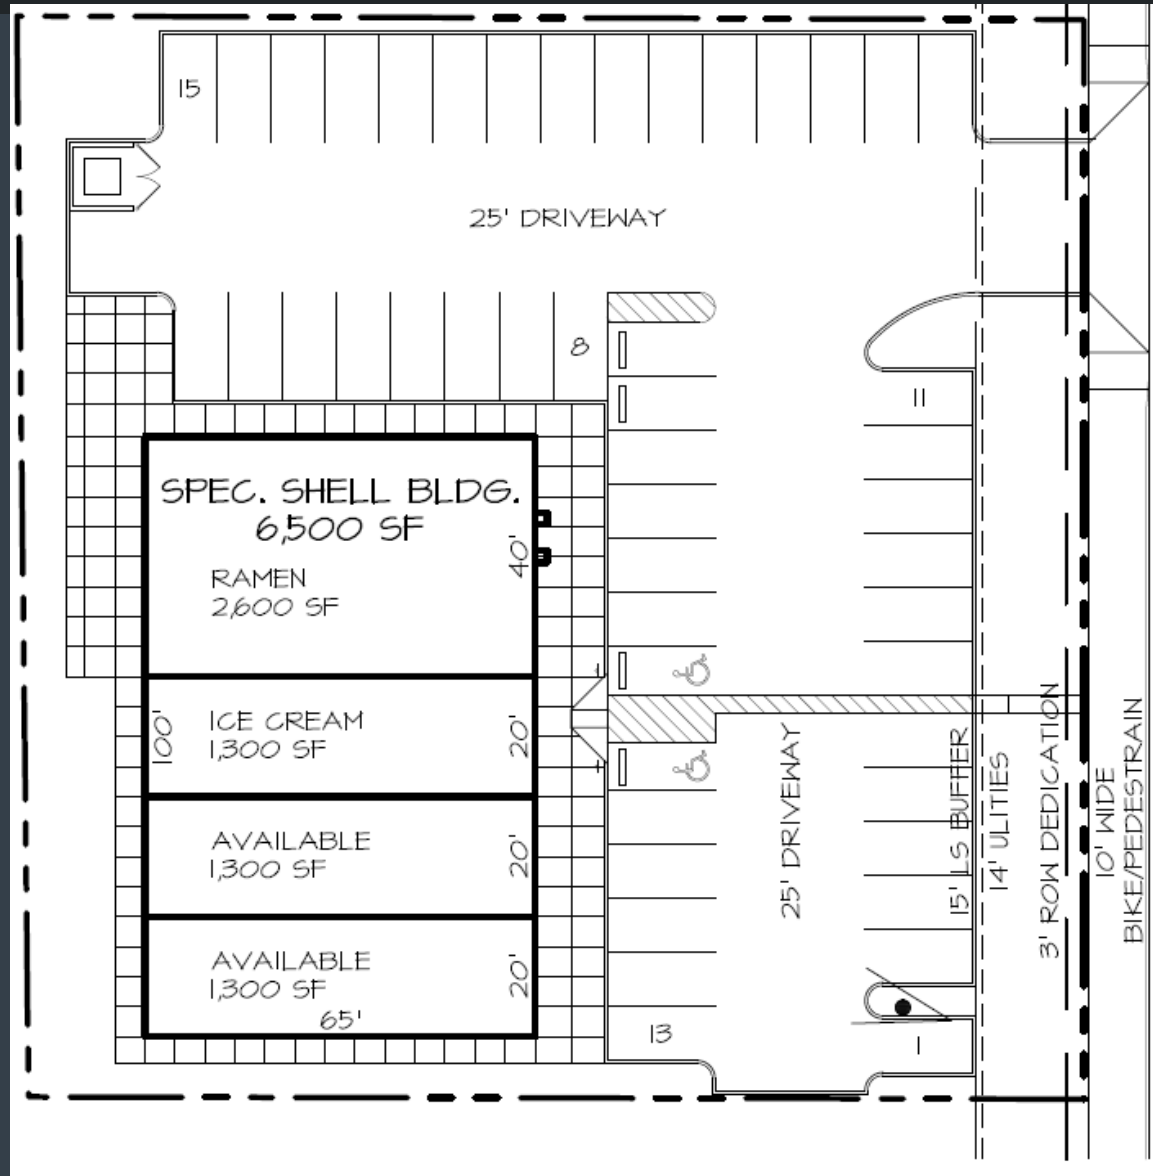 15
25' DRIVEWAY
8
11
SPEC. SHELL BLDG.
6,500 SF
40'
RAMEN
2,600 SF
100'
ICE CREAM
1,300 SF
20'
AVAILABLE
1,300 SF
20'
AVAILABLE
1,300 SF
20'
65'
13
25' DRIVEWAY
1
15' LS BUFFER
14' ULITIES
3' ROW DEDICATION
10' WIDE
BIKE/PEDESTRAIN